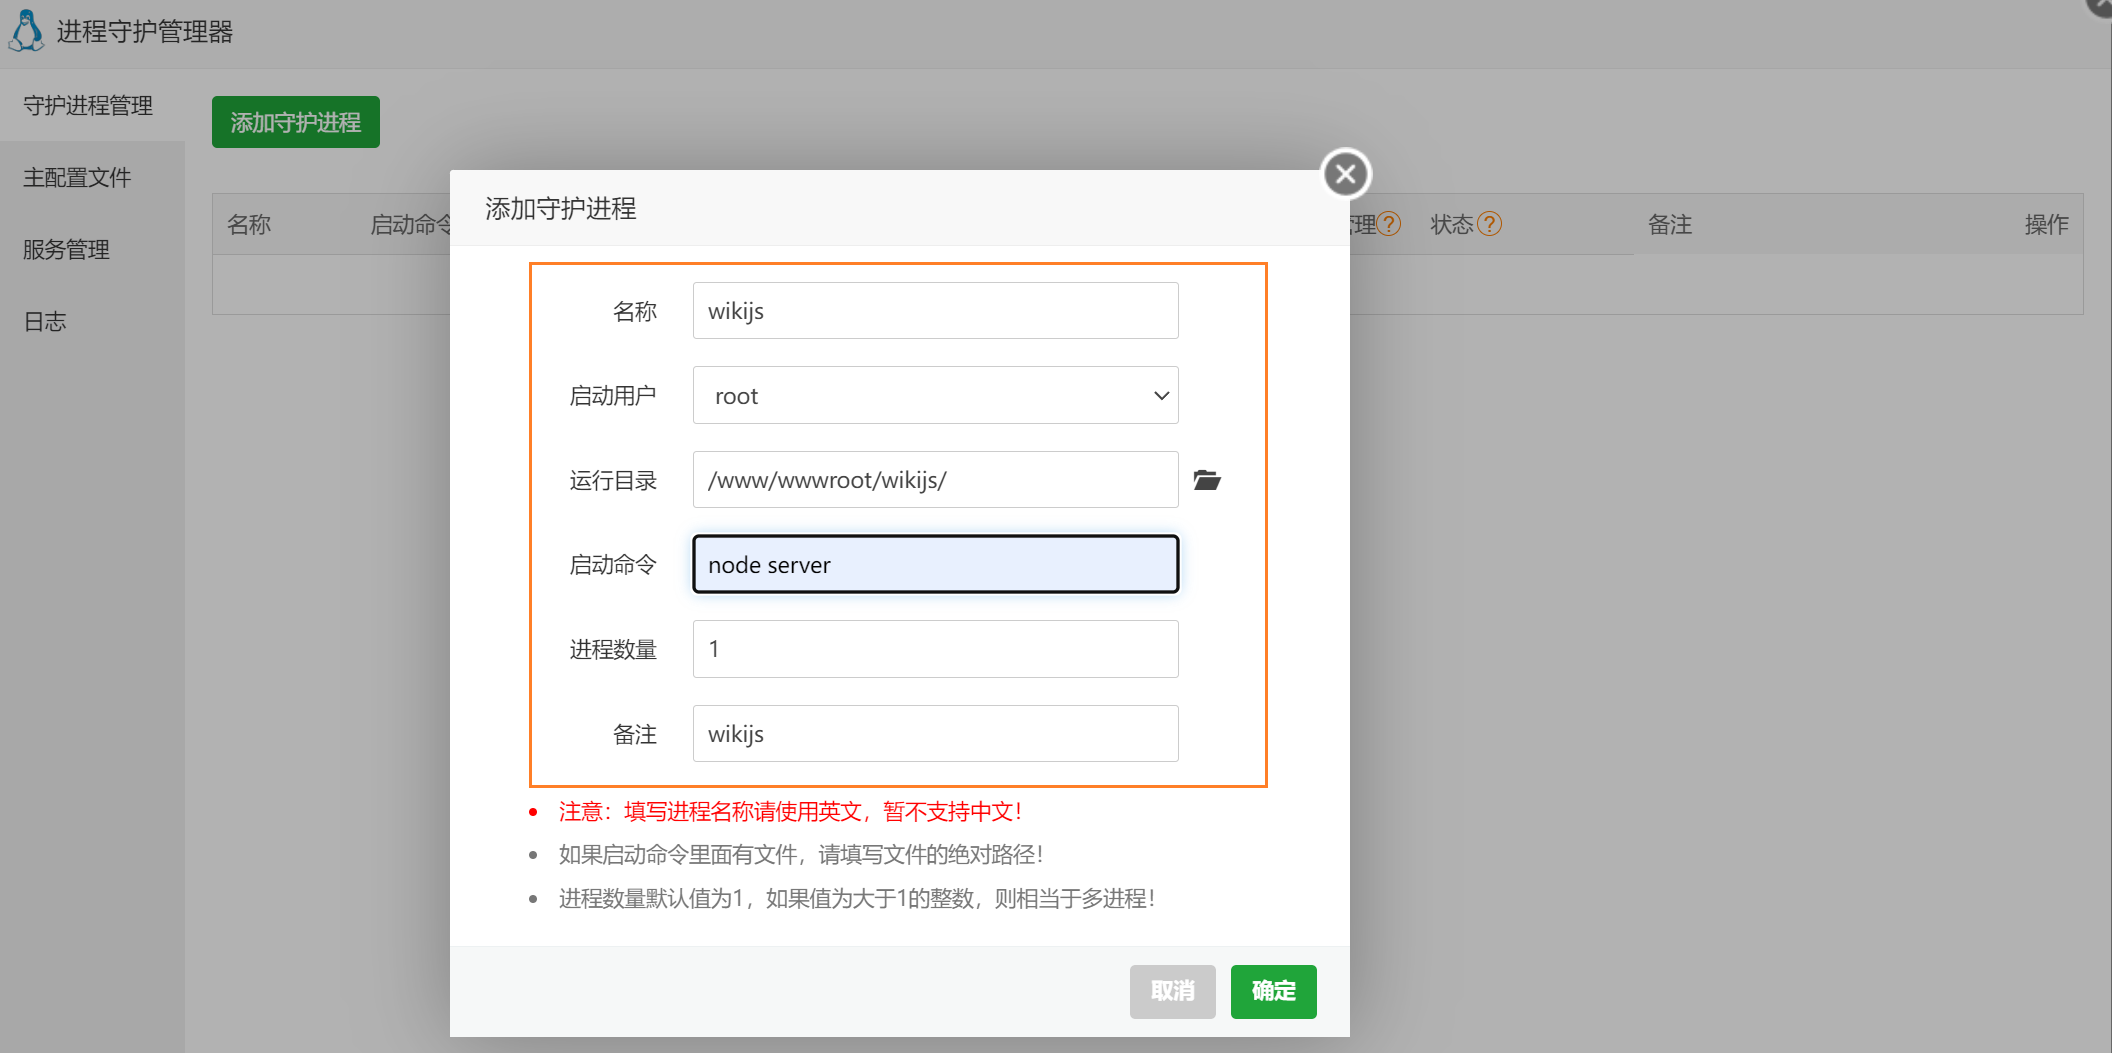 进程守护管理器
守护进程管理
添加守护进程
主配置文件
服务管理
日志
名称
启动命令
管理
状态
备注
操作
添加守护进程
名称 wikijs
启动用户 root
运行目录 /www/wwwroot/wikijs/
启动命令 node server
进程数量 1
备注 wikijs
注意：填写进程名称请使用英文，暂不支持中文！
如果启动命令里面有文件，请填写文件的绝对路径！
进程数量默认值为1，如果值为大于1的整数，则相当于多进程！
取消
确定